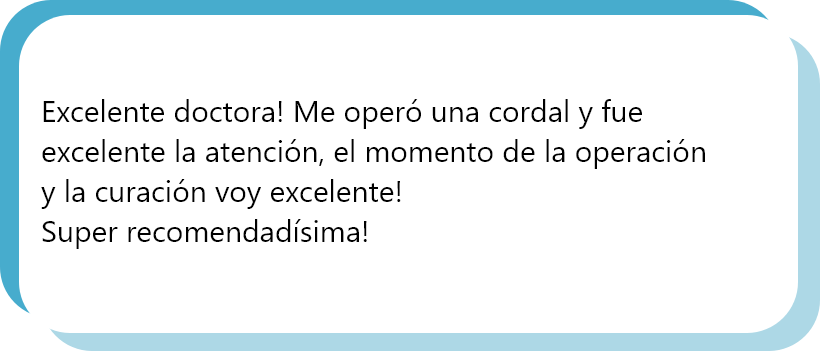 Excelente doctora! Me operó una cordal y fue
excelente la atención, el momento de la operación
y la curación voy excelente!
Super recomendadísima!